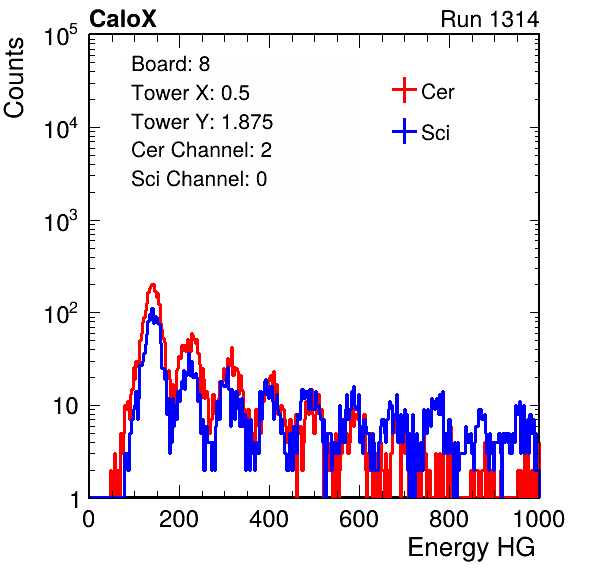 CaloX Run 1314
Counts
10^5
10^4
10^3
10^2
10
1
Board: 8
Tower X: 0.5
Tower Y: 1.875
Cer Channel: 2
Sci Channel: 0
Cer
Sci
0 200 400 600 800 1000
Energy HG